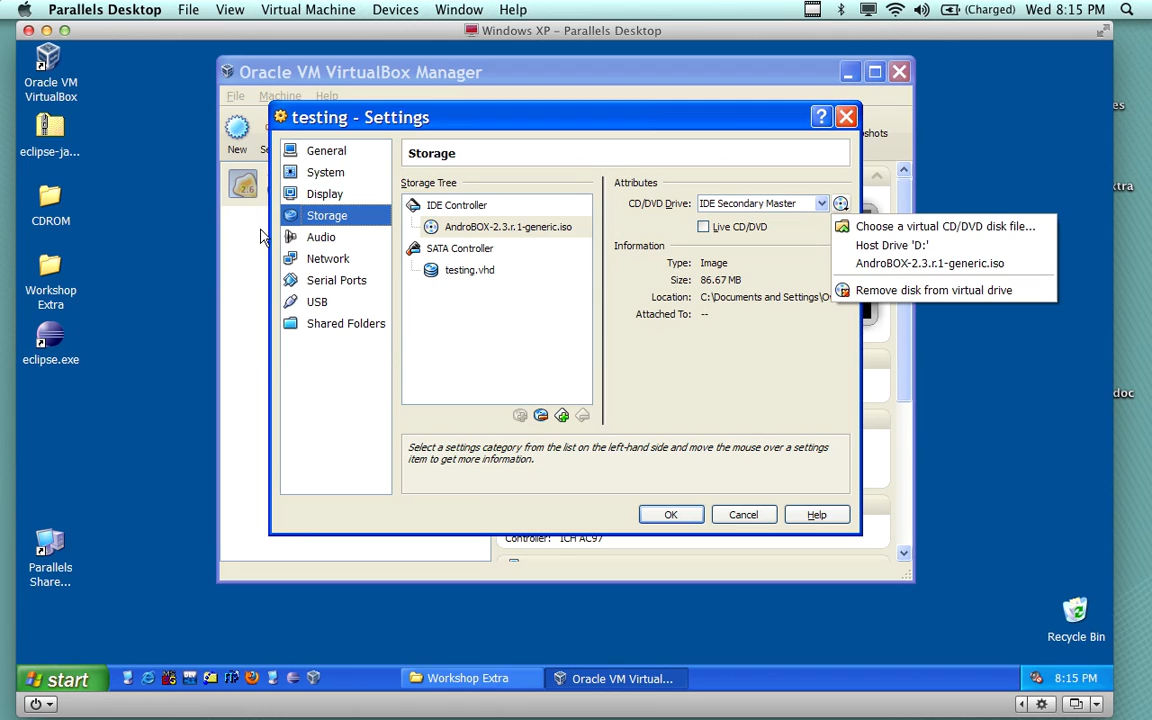 Parallels Desktop File View Virtual Machine Devices Window Help (Charged) Wed 8:15 PM
Windows XP – Parallels Desktop
Oracle VM VirtualBox
eclipse-ja...
CDROM
Workshop Extra
eclipse.exe
Parallels Share...
Recycle Bin
Oracle VM VirtualBox Manager
File Machine Help
New
testing - Settings
General
System
Display
Storage
Audio
Network
Serial Ports
USB
Shared Folders
Storage
Storage Tree
IDE Controller
AndroBOX-2.3.r.1-generic.iso
SATA Controller
testing.vhd
Attributes
CD/DVD Drive: IDE Secondary Master
Live CD/DVD
Information
Type: Image
Size: 86.67 MB
Location: C:\Documents and Settings\O
Attached To: --
Choose a virtual CD/DVD disk file...
Host Drive 'D:'
AndroBOX-2.3.r.1-generic.iso
Remove disk from virtual drive
Select a settings category from the list on the left-hand side and move the mouse over a settings
item to get more information.
OK Cancel Help
Controller: ICH AC97
start Workshop Extra Oracle VM Virtual... 8:15 PM